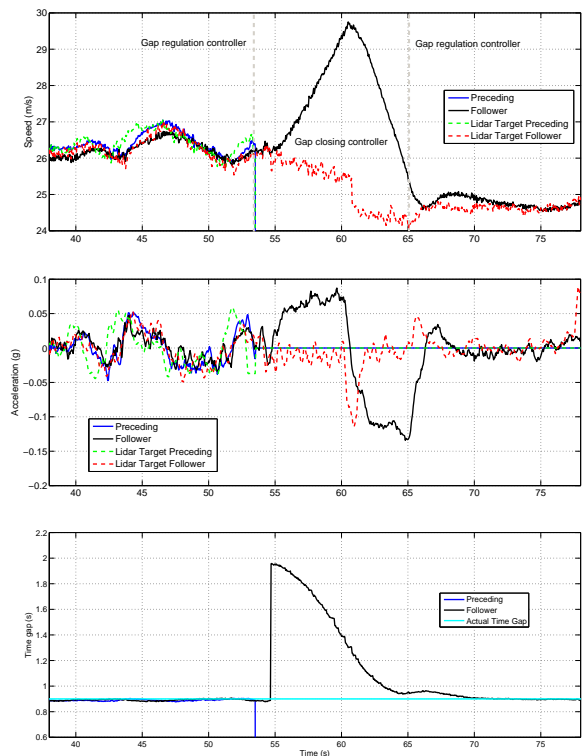 30
29
28
27
26
25
24
Speed (m/s)
Gap regulation controller
Gap regulation controller
Gap closing controller
Preceding
Follower
Lidar Target Preceding
Lidar Target Follower
40 45 50 55 60 65 70 75
0.1
0.05
0
−0.05
−0.1
−0.15
−0.2
Acceleration (g)
Preceding
Follower
Lidar Target Preceding
Lidar Target Follower
40 45 50 55 60 65 70 75
2.2
2
1.8
1.6
1.4
1.2
1
0.8
0.6
Time gap (s)
Preceding
Follower
Actual Time Gap
40 45 50 55 60 65 70 75
Time (s)